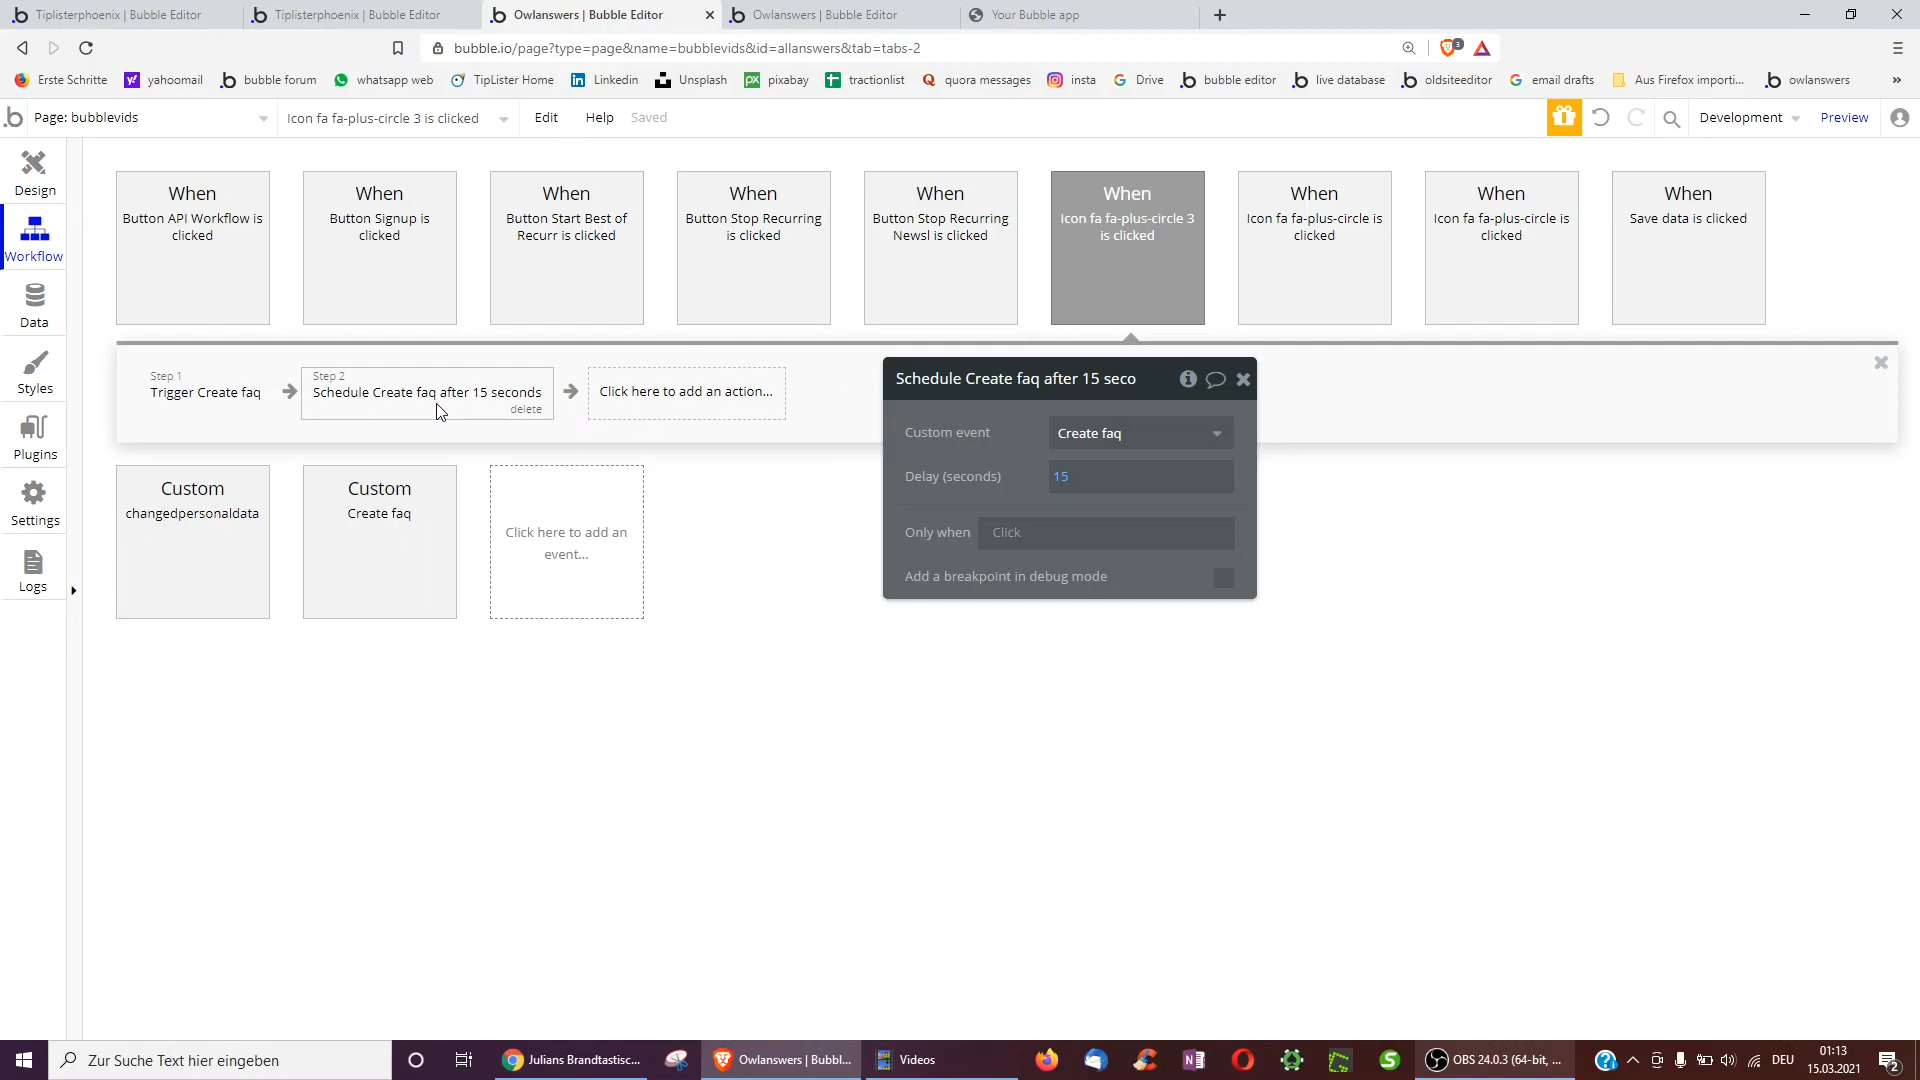 Tiplisterphoenix | Bubble Editor
Tiplisterphoenix | Bubble Editor
Owlanswers | Bubble Editor
Owlanswers | Bubble Editor
Your Bubble app
bubble.io/page?type=page&name=bubblevids&id=allanswers&tab=tabs-2
3
Erste Schritte
yahoomail
bubble forum
whatsapp web
TipLister Home
Linkedin
Unsplash
pixabay
tractionlist
quora messages
insta
Drive
bubble editor
live database
oldsiteeditor
email drafts
Aus Firefox importi...
owlanswers
»
Page: bubblevids
Icon fa fa-plus-circle 3 is clicked
Edit
Help
Saved
Development
Preview
Design
Workflow
Data
Styles
Plugins
Settings
Logs
When
Button API Workflow is
clicked
When
Button Signup is
clicked
When
Button Start Best of
Recurr is clicked
When
Button Stop Recurring
is clicked
When
Button Stop Recurring
Newsl is clicked
When
Icon fa fa-plus-circle 3
is clicked
When
Icon fa fa-plus-circle is
clicked
When
Icon fa fa-plus-circle is
clicked
When
Save data is clicked
Step 1
Trigger Create faq
Step 2
Schedule Create faq after 15 seconds
delete
Click here to add an action...
Schedule Create faq after 15 seco
Custom event
Create faq
Delay (seconds)
15
Only when
Click
Add a breakpoint in debug mode
Custom
changedpersonaldata
Custom
Create faq
Click here to add an
event...
Zur Suche Text hier eingeben
Julians Brandtastisc...
Owlanswers | Bubbl...
Videos
OBS 24.0.3 (64-bit, ...
DEU
01:13
15.03.2021
2